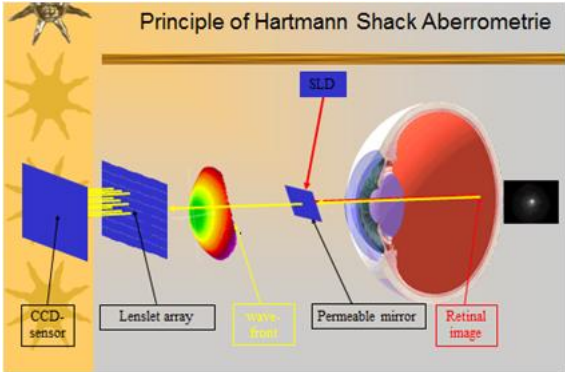 Principle of Hartmann Shack Aberrometrie
SLD
CCD-
sensor
Lenslet array
wave-
front
Permeable mirror
Retinal
image